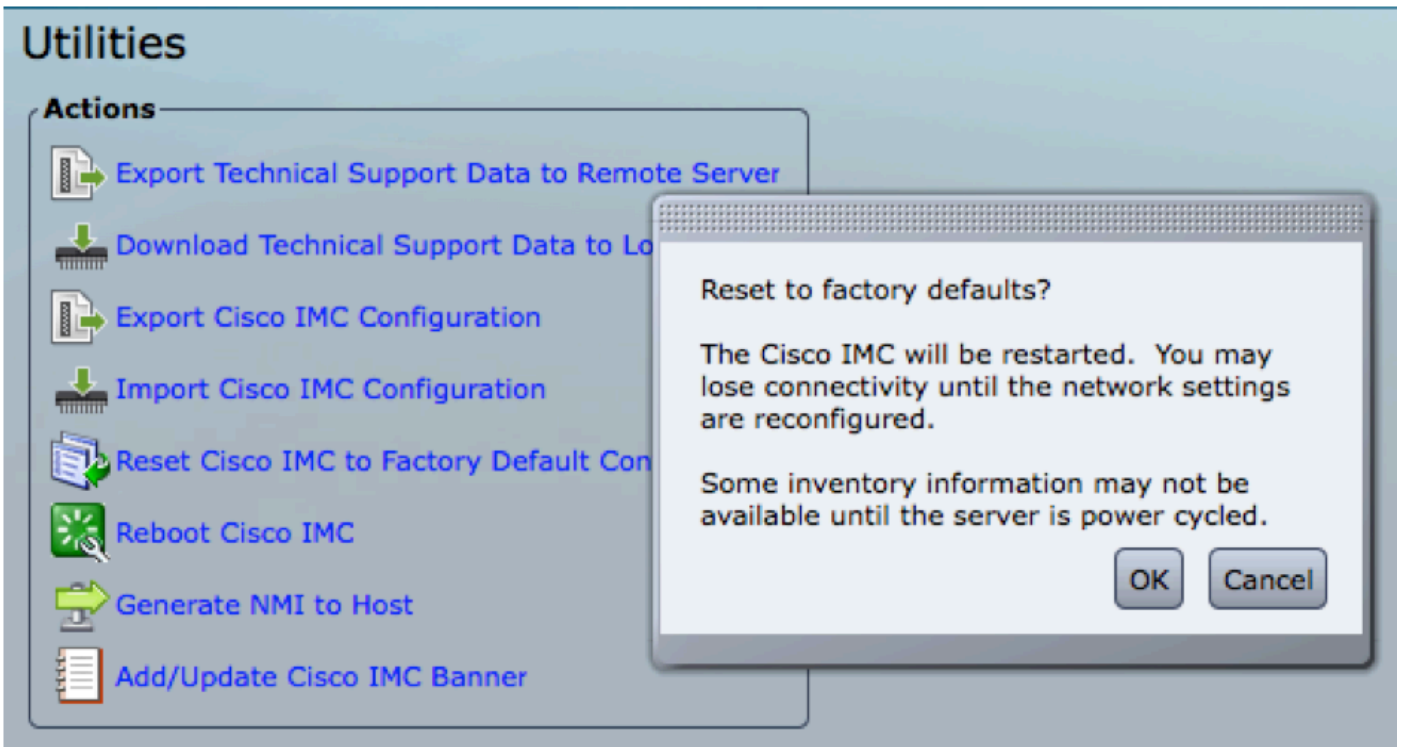 Utilities
Actions
Export Technical Support Data to Remote Server
Download Technical Support Data to Lo
Export Cisco IMC Configuration
Import Cisco IMC Configuration
Reset Cisco IMC to Factory Default Con
Reboot Cisco IMC
Generate NMI to Host
Add/Update Cisco IMC Banner
Reset to factory defaults?
The Cisco IMC will be restarted. You may
lose connectivity until the network settings
are reconfigured.
Some inventory information may not be
available until the server is power cycled.
OK
Cancel